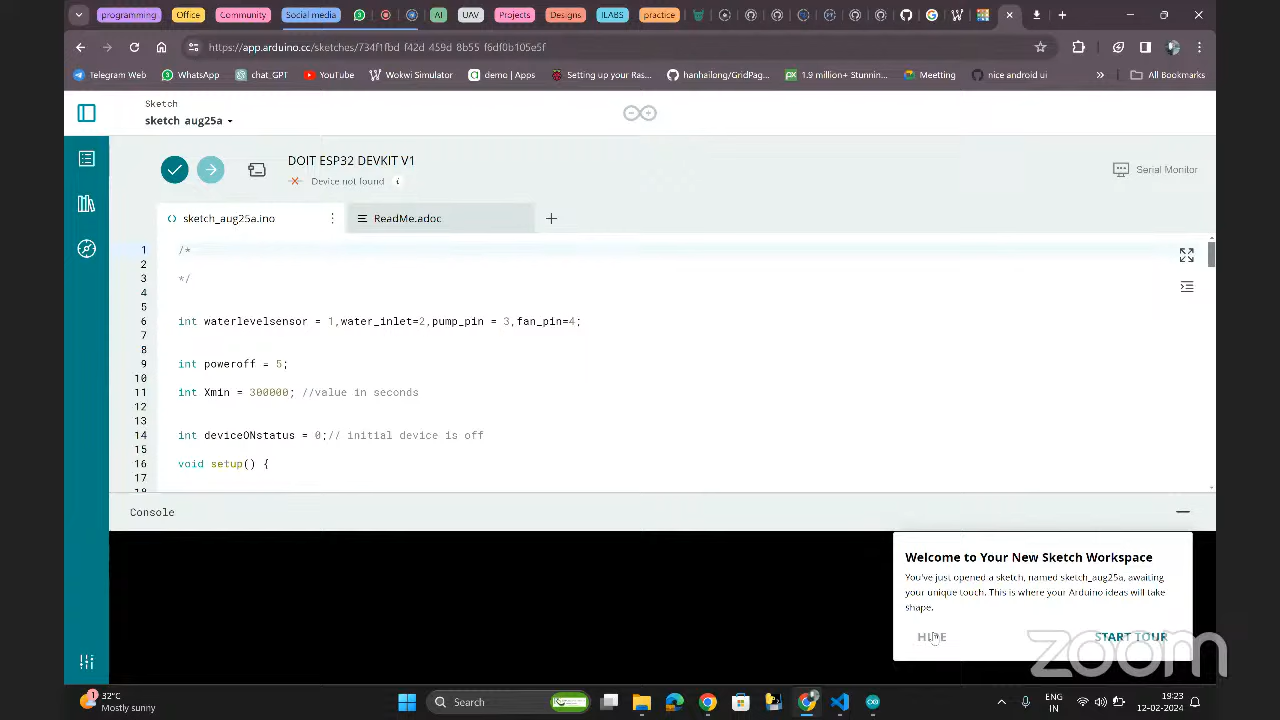 programming Office Community Social media AI UAV Projects Designs ILABS practice
https://app.arduino.cc/sketches/734f1fbd f42d 459d 8b55 f6df0b105e5f
Telegram Web WhatsApp chat_GPT YouTube Wokwi Simulator demo | Apps Setting up your Ras... hanhailong/GridPag... 1.9 million+ Stunnin... Meetting nice android ui » All Bookmarks
Sketch
sketch aug25a
DOIT ESP32 DEVKIT V1
Device not found
Serial Monitor
sketch_aug25a.ino ReadMe.adoc
1 /*
2
3 */
4
5
6 int waterlevelsensor = 1,water_inlet=2,pump_pin = 3,fan_pin=4;
7
8
9 int poweroff = 5;
10
11 int Xmin = 300000; //value in seconds
12
13
14 int deviceONstatus = 0;// initial device is off
15
16 void setup() {
17
18
Console
Welcome to Your New Sketch Workspace
You've just opened a sketch, named sketch_aug25a, awaiting
your unique touch. This is where your Arduino ideas will take
shape.
HIDE START TOUR
zoom
32°C
Mostly sunny
Search
ENG
IN
19:23
12-02-2024